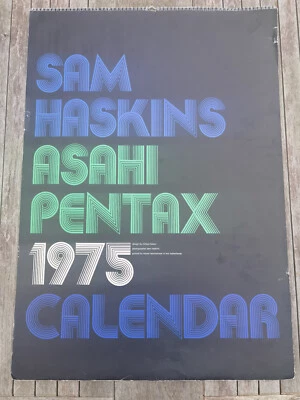 SAM
HASKINS
ASAHI
PENTAX
1975
CALENDAR